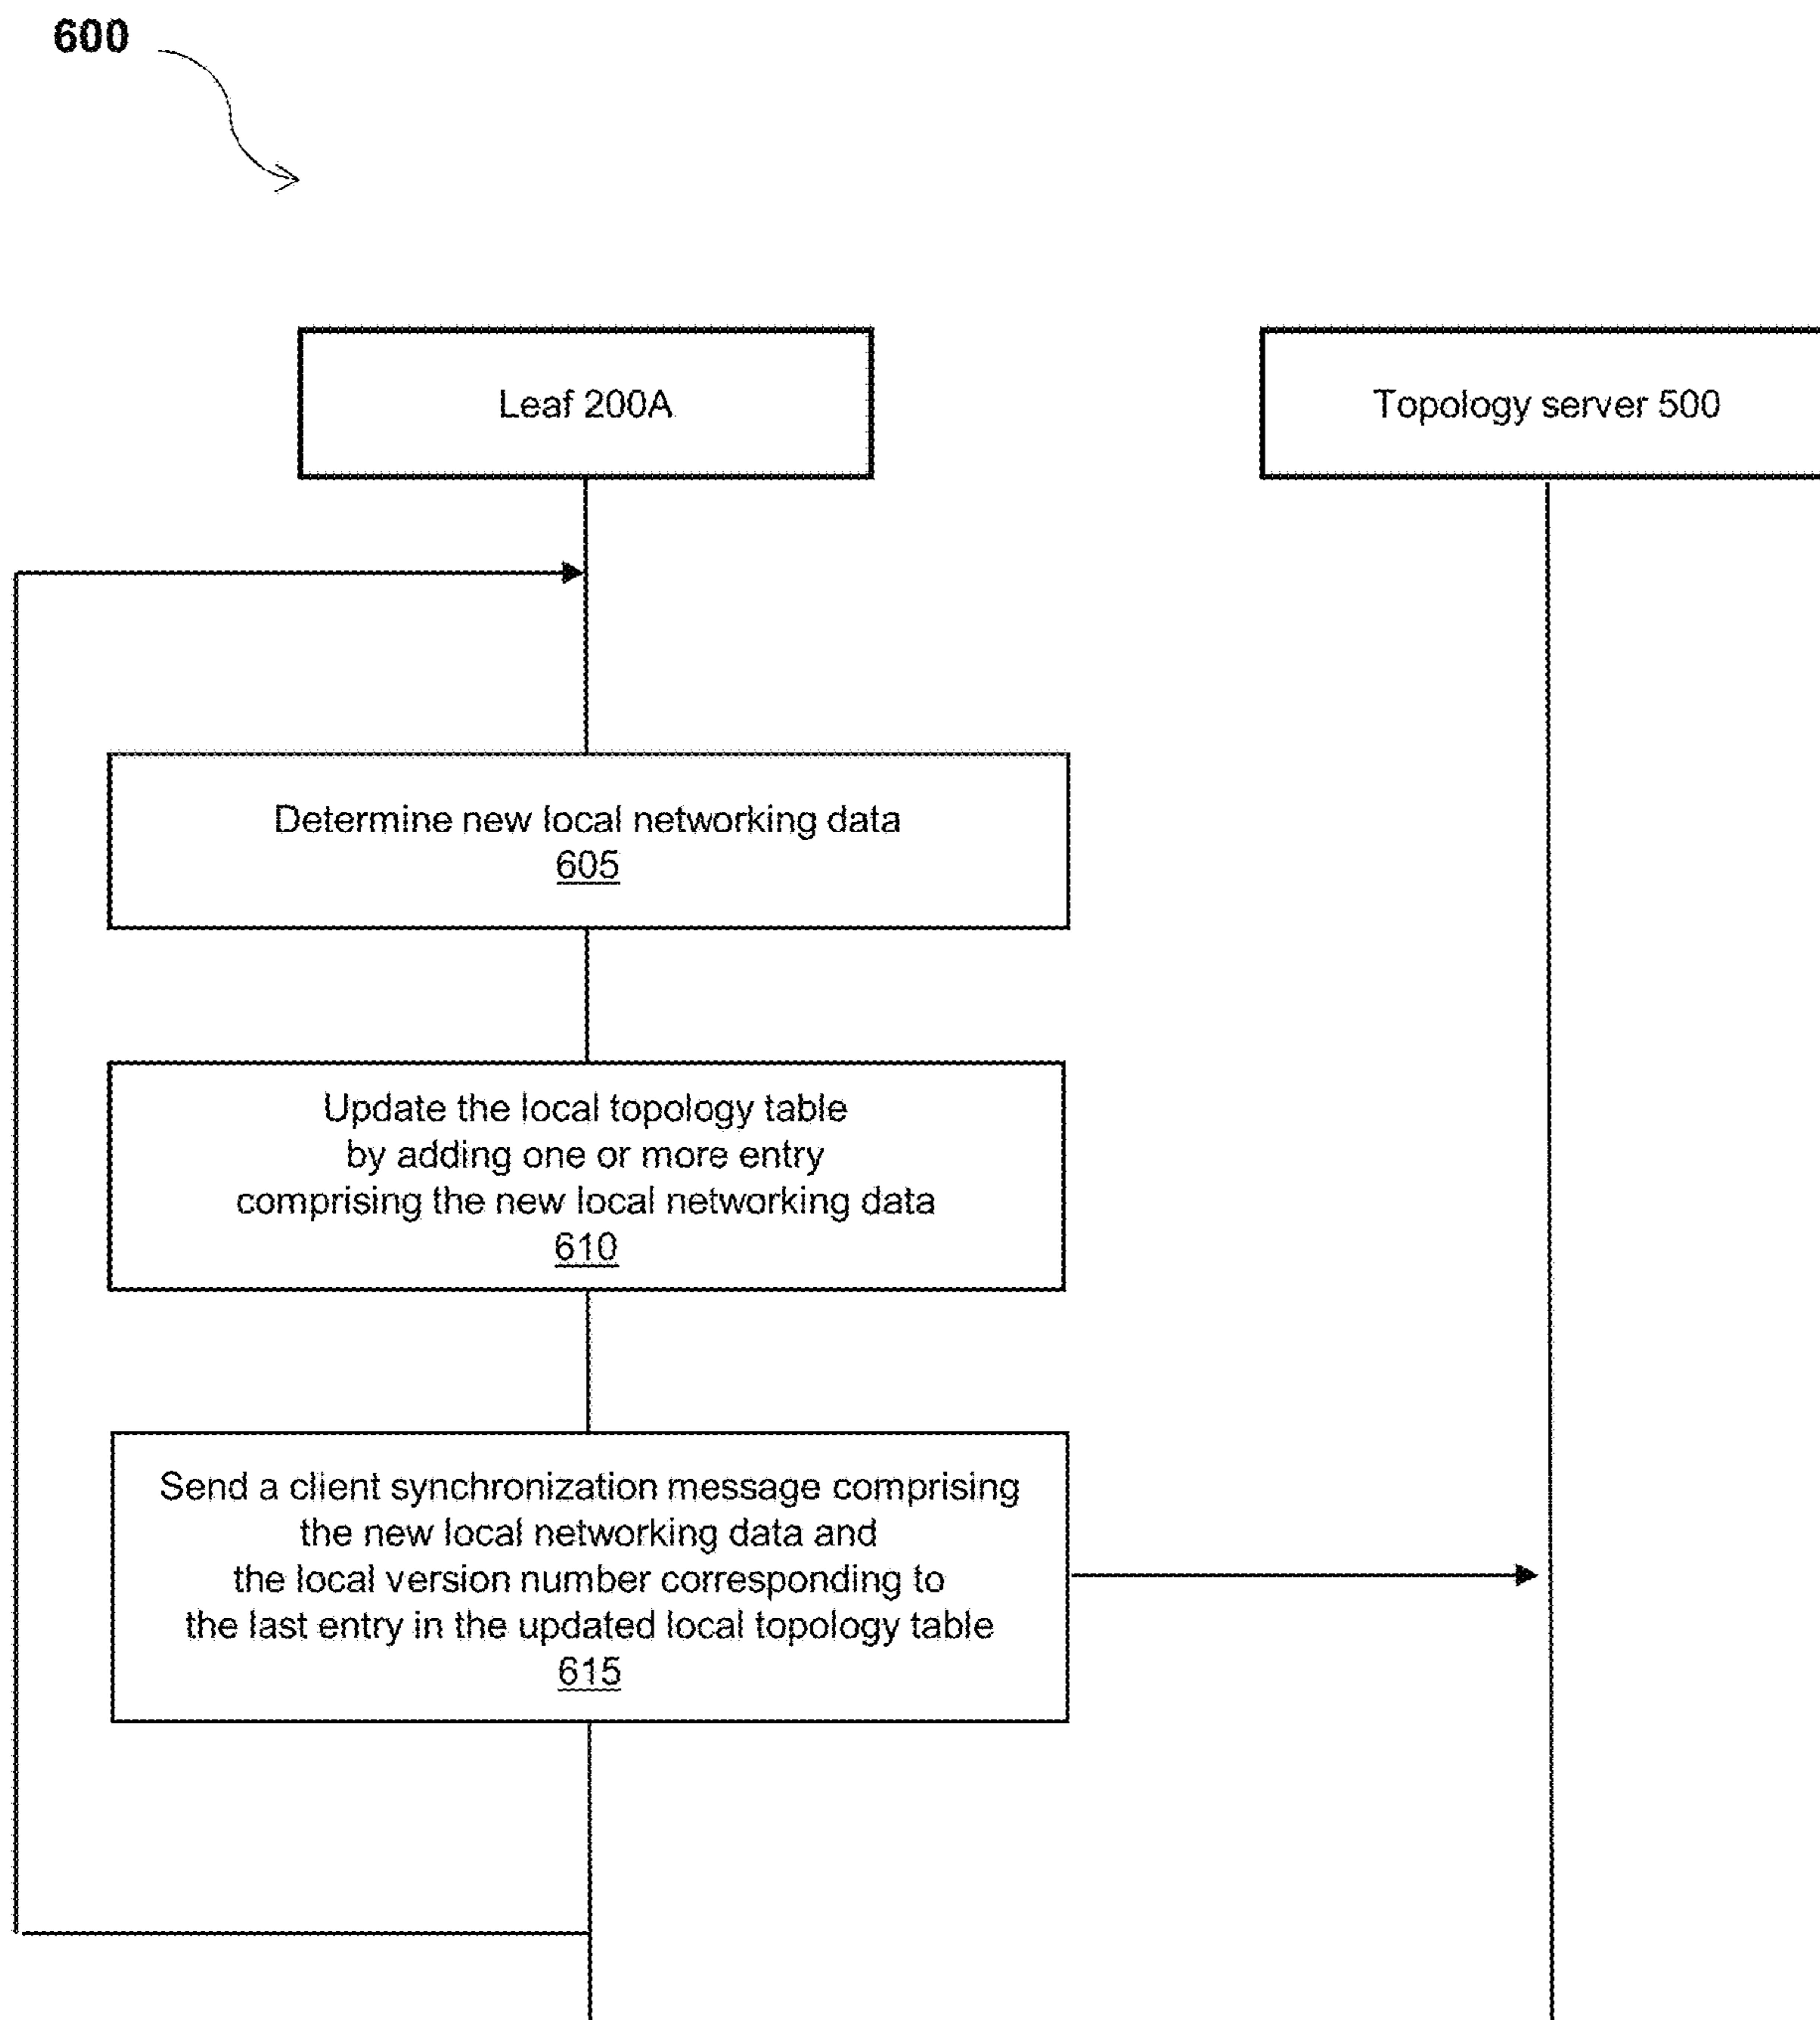 600
Leaf 200A
Topology server 500
Determine new local networking data
605
Update the local topology table
by adding one or more entry
comprising the new local networking data
610
Send a client synchronization message comprising
the new local networking data and
the local version number corresponding to
the last entry in the updated local topology table
615